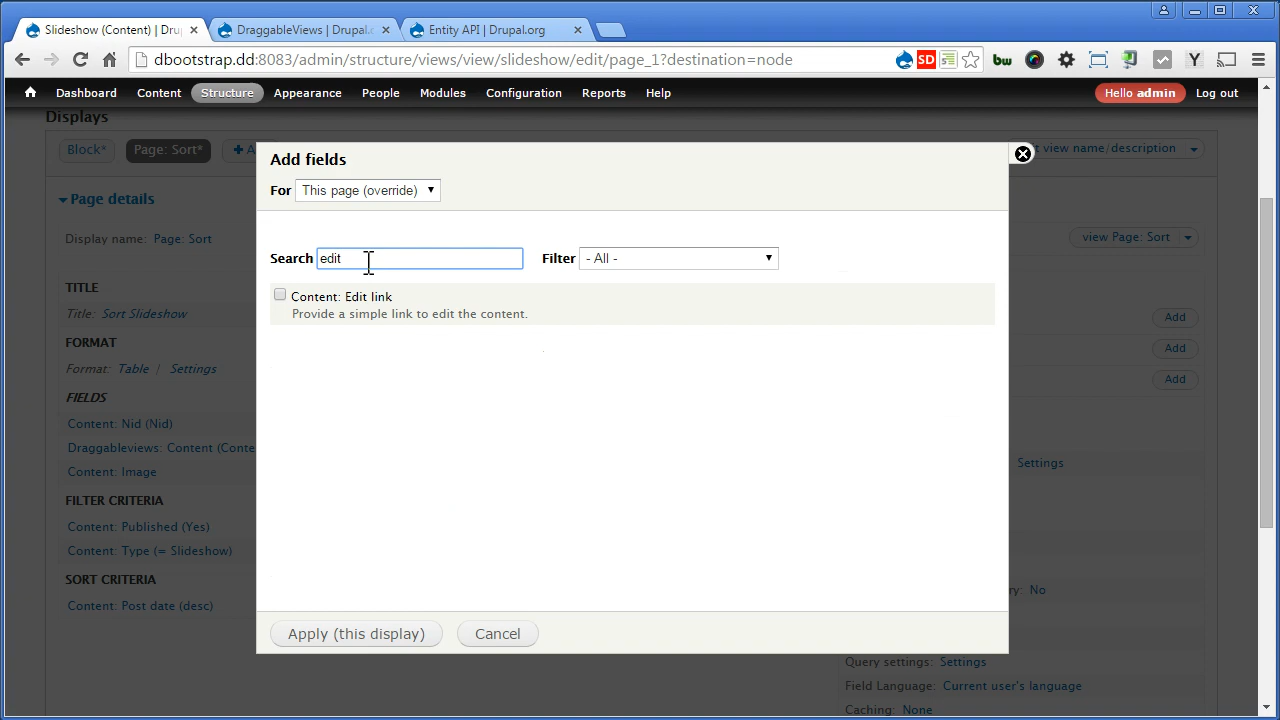 Slideshow (Content) | Dru
DraggableViews | Drupal.o
Entity API | Drupal.org
dbootstrap.dd:8083/admin/structure/views/view/slideshow/edit/page_1?destination=node
SD
bw
Y
Dashboard
Content
Structure
Appearance
People
Modules
Configuration
Reports
Help
Hello admin
Log out
Displays
Block*
Page: Sort*
view name/description
Page details
Display name: Page: Sort
view Page: Sort
TITLE
Title: Sort Slideshow
FORMAT
Format: Table | Settings
FIELDS
Content: Nid (Nid)
Draggableviews: Content (Conte
Content: Image
FILTER CRITERIA
Content: Published (Yes)
Content: Type (= Slideshow)
SORT CRITERIA
Content: Post date (desc)
Add fields
For This page (override)
Search edit
Filter - All -
Content: Edit link
Provide a simple link to edit the content.
Apply (this display)
Cancel
Add
Add
Add
Settings
No
Query settings: Settings
Field Language: Current user's language
Caching: None